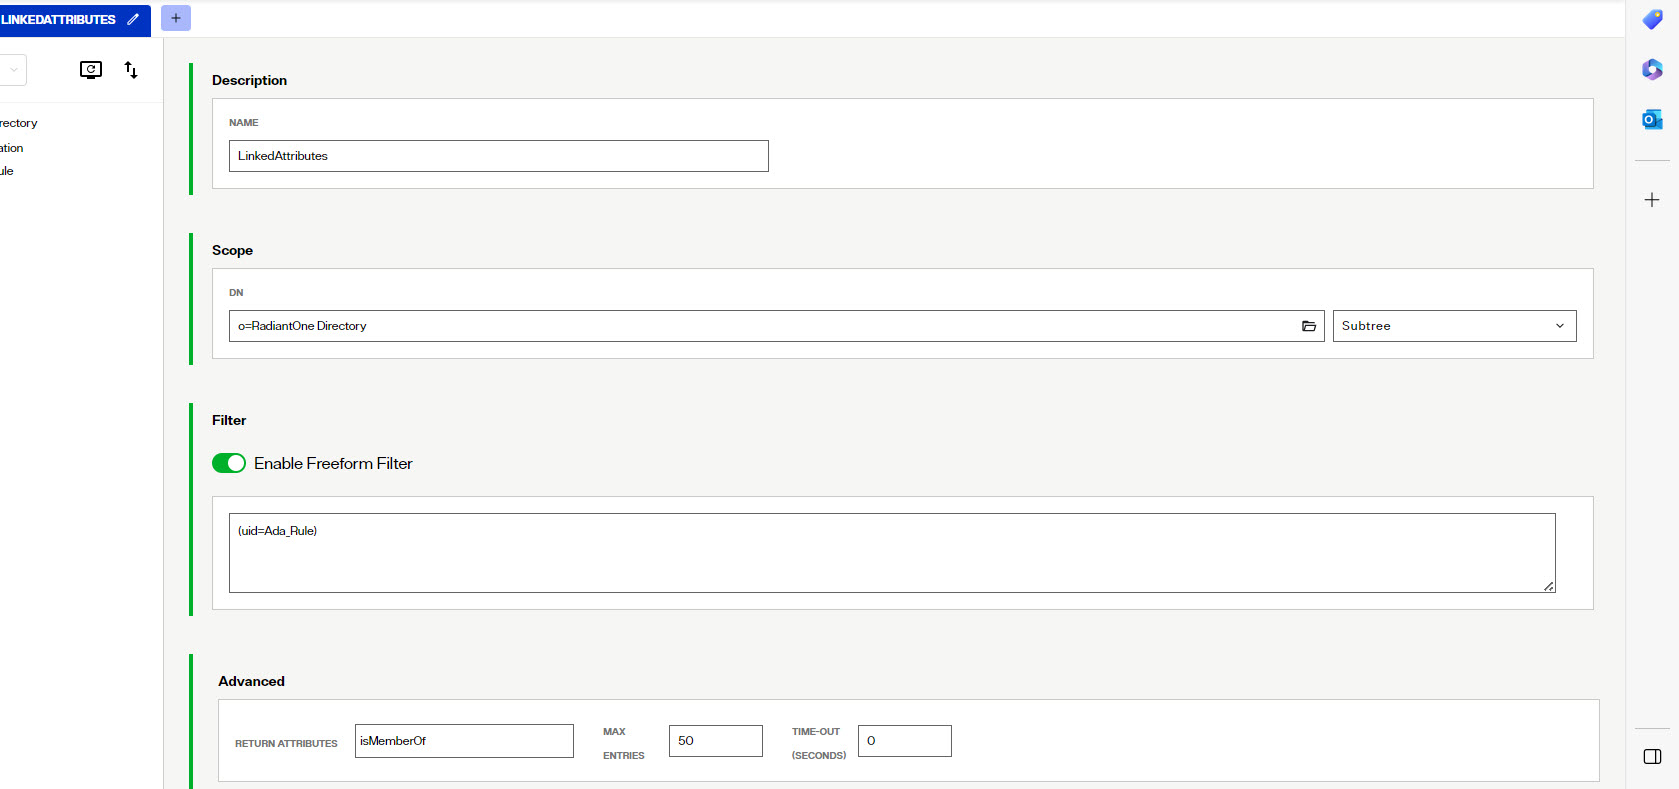 LINKEDATTRIBUTES
rectory
ation
ule
Description
NAME
LinkedAttributes
Scope
DN
o=RadiantOne Directory
Subtree
Filter
Enable Freeform Filter
(uid=Ada_Rule)
Advanced
RETURN ATTRIBUTES
isMemberOf
MAX
ENTRIES
50
TIME-OUT
(SECONDS)
0